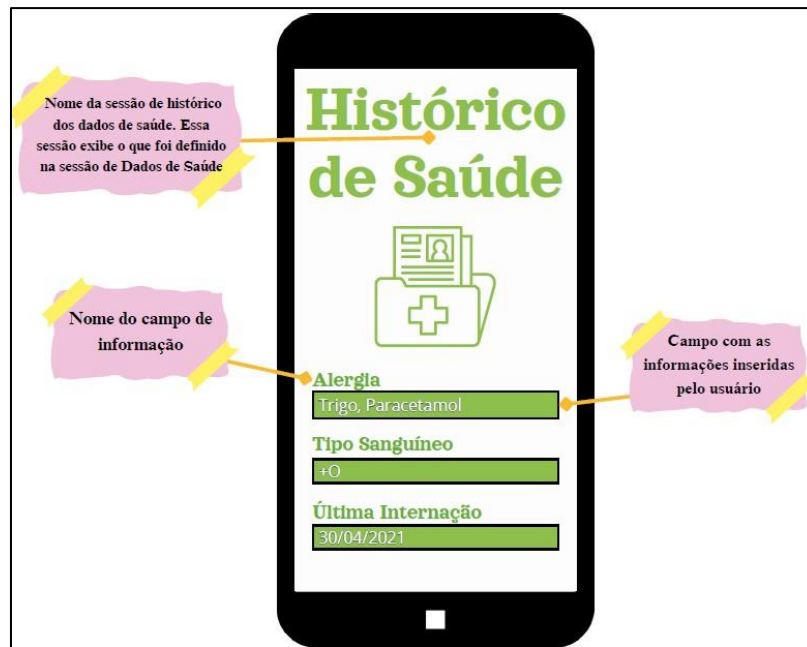 Histórico
de Saúde
Nome da sessão de histórico
dos dados de saúde. Essa
sessão exibe o que foi definido
na sessão de Dados de Saúde
Nome do campo de
informação
Campo com as
informações inseridas
pelo usuário
Alergia
Trigo, Paracetamol
Tipo Sanguíneo
+O
Última Internação
30/04/2021